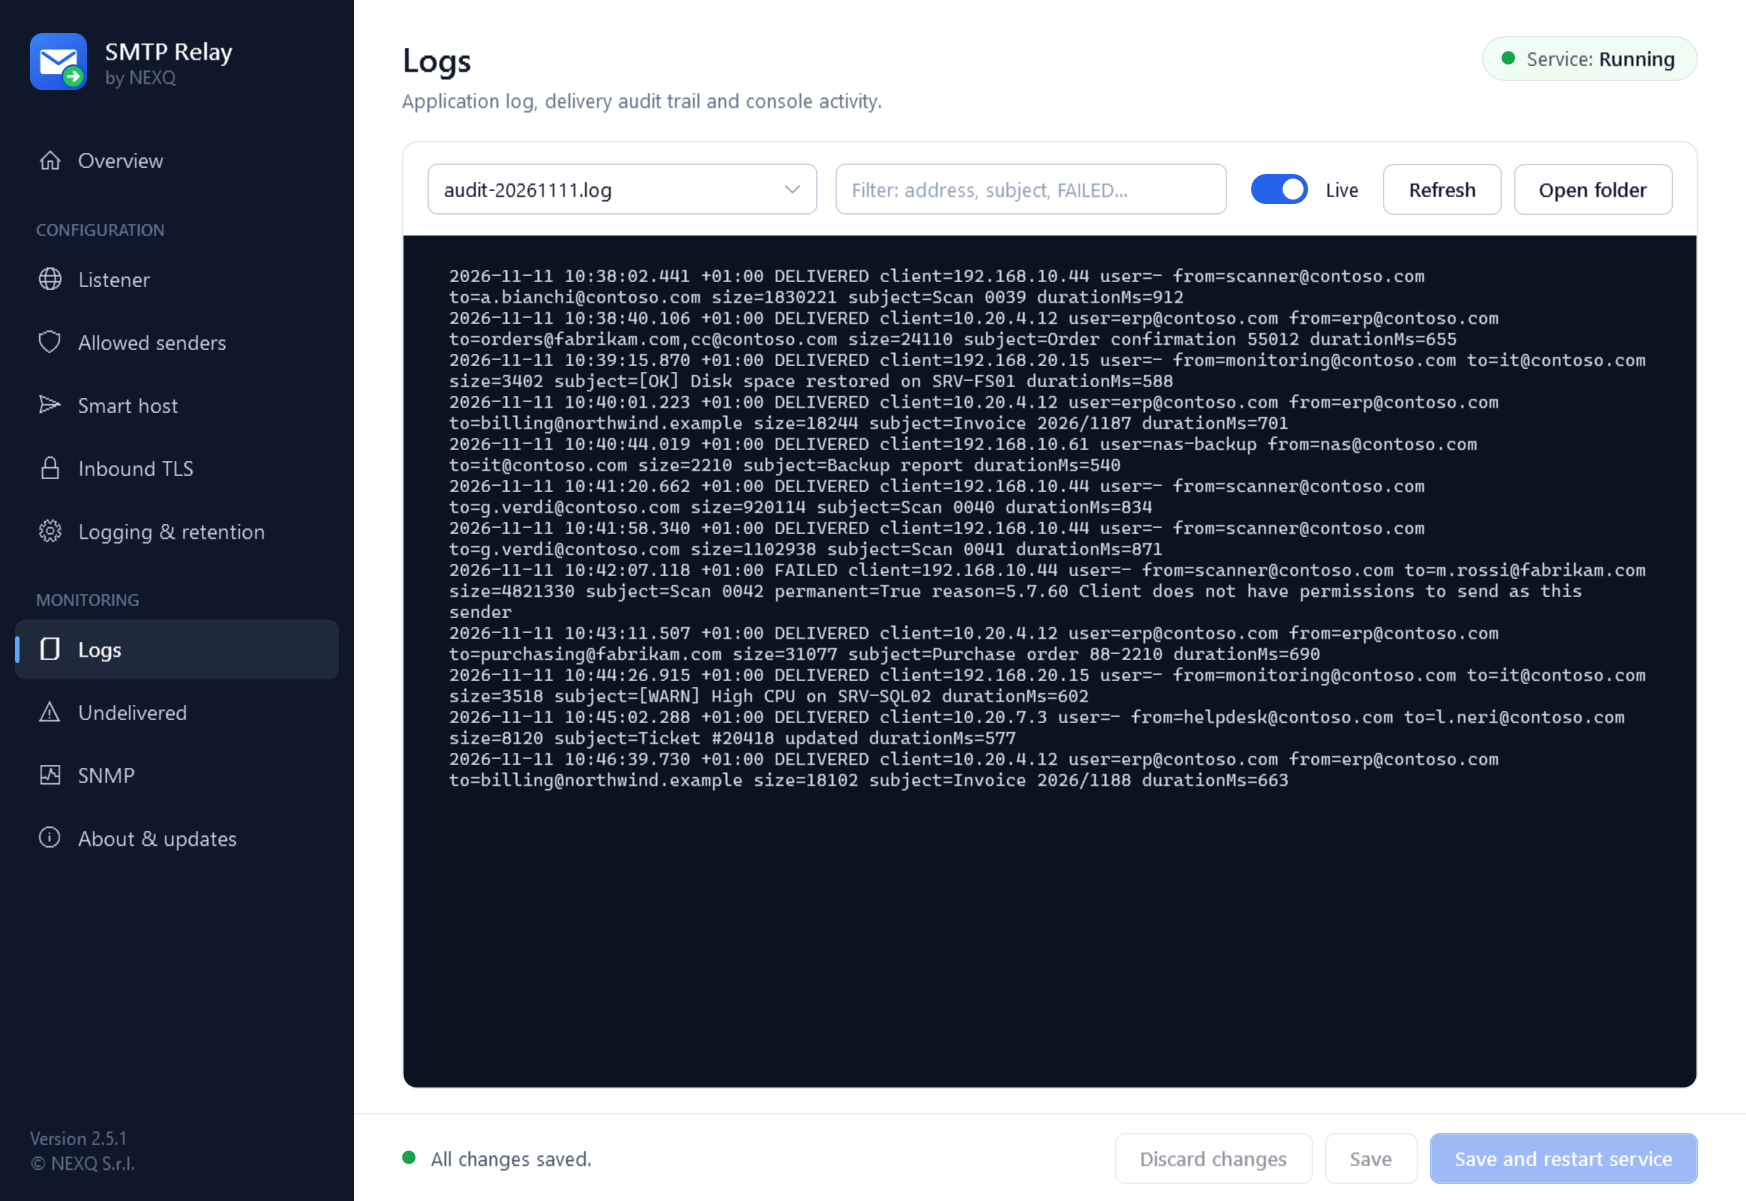 SMTP Relay
by NEXQ
Overview
CONFIGURATION
Listener
Allowed senders
Smart host
Inbound TLS
Logging & retention
MONITORING
Logs
Undelivered
SNMP
About & updates
Version 2.5.1
© NEXQ S.r.l.
Logs
Application log, delivery audit trail and console activity.
Service: Running
audit-20261111.log
Filter: address, subject, FAILED...
Live
Refresh
Open folder
2026-11-11 10:38:02.441 +01:00 DELIVERED client=192.168.10.44 user=- from=scanner@contoso.com
to=a.bianchi@contoso.com size=1830221 subject=Scan 0039 durationMs=912
2026-11-11 10:38:40.106 +01:00 DELIVERED client=10.20.4.12 user=erp@contoso.com from=erp@contoso.com
to=orders@fabrikam.com,cc@contoso.com size=24110 subject=Order confirmation 55012 durationMs=655
2026-11-11 10:39:15.870 +01:00 DELIVERED client=192.168.20.15 user=- from=monitoring@contoso.com to=it@contoso.com
size=3402 subject=[OK] Disk space restored on SRV-FS01 durationMs=588
2026-11-11 10:40:01.223 +01:00 DELIVERED client=10.20.4.12 user=erp@contoso.com from=erp@contoso.com
to=billing@northwind.example size=18244 subject=Invoice 2026/1187 durationMs=701
2026-11-11 10:40:44.019 +01:00 DELIVERED client=192.168.10.61 user=nas-backup from=nas@contoso.com
to=it@contoso.com size=2210 subject=Backup report durationMs=540
2026-11-11 10:41:20.662 +01:00 DELIVERED client=192.168.10.44 user=- from=scanner@contoso.com
to=g.verdi@contoso.com size=920114 subject=Scan 0040 durationMs=834
2026-11-11 10:41:58.340 +01:00 DELIVERED client=192.168.10.44 user=- from=scanner@contoso.com
to=g.verdi@contoso.com size=1102938 subject=Scan 0041 durationMs=871
2026-11-11 10:42:07.118 +01:00 FAILED client=192.168.10.44 user=- from=scanner@contoso.com to=m.rossi@fabrikam.com
size=4821330 subject=Scan 0042 permanent=True reason=5.7.60 Client does not have permissions to send as this
sender
2026-11-11 10:43:11.507 +01:00 DELIVERED client=10.20.4.12 user=erp@contoso.com from=erp@contoso.com
to=purchasing@fabrikam.com size=31077 subject=Purchase order 88-2210 durationMs=690
2026-11-11 10:44:26.915 +01:00 DELIVERED client=192.168.20.15 user=- from=monitoring@contoso.com to=it@contoso.com
size=3518 subject=[WARN] High CPU on SRV-SQL02 durationMs=602
2026-11-11 10:45:02.288 +01:00 DELIVERED client=10.20.7.3 user=- from=helpdesk@contoso.com to=l.neri@contoso.com
size=8120 subject=Ticket #20418 updated durationMs=577
2026-11-11 10:46:39.730 +01:00 DELIVERED client=10.20.4.12 user=erp@contoso.com from=erp@contoso.com
to=billing@northwind.example size=18102 subject=Invoice 2026/1188 durationMs=663
All changes saved.
Discard changes
Save
Save and restart service